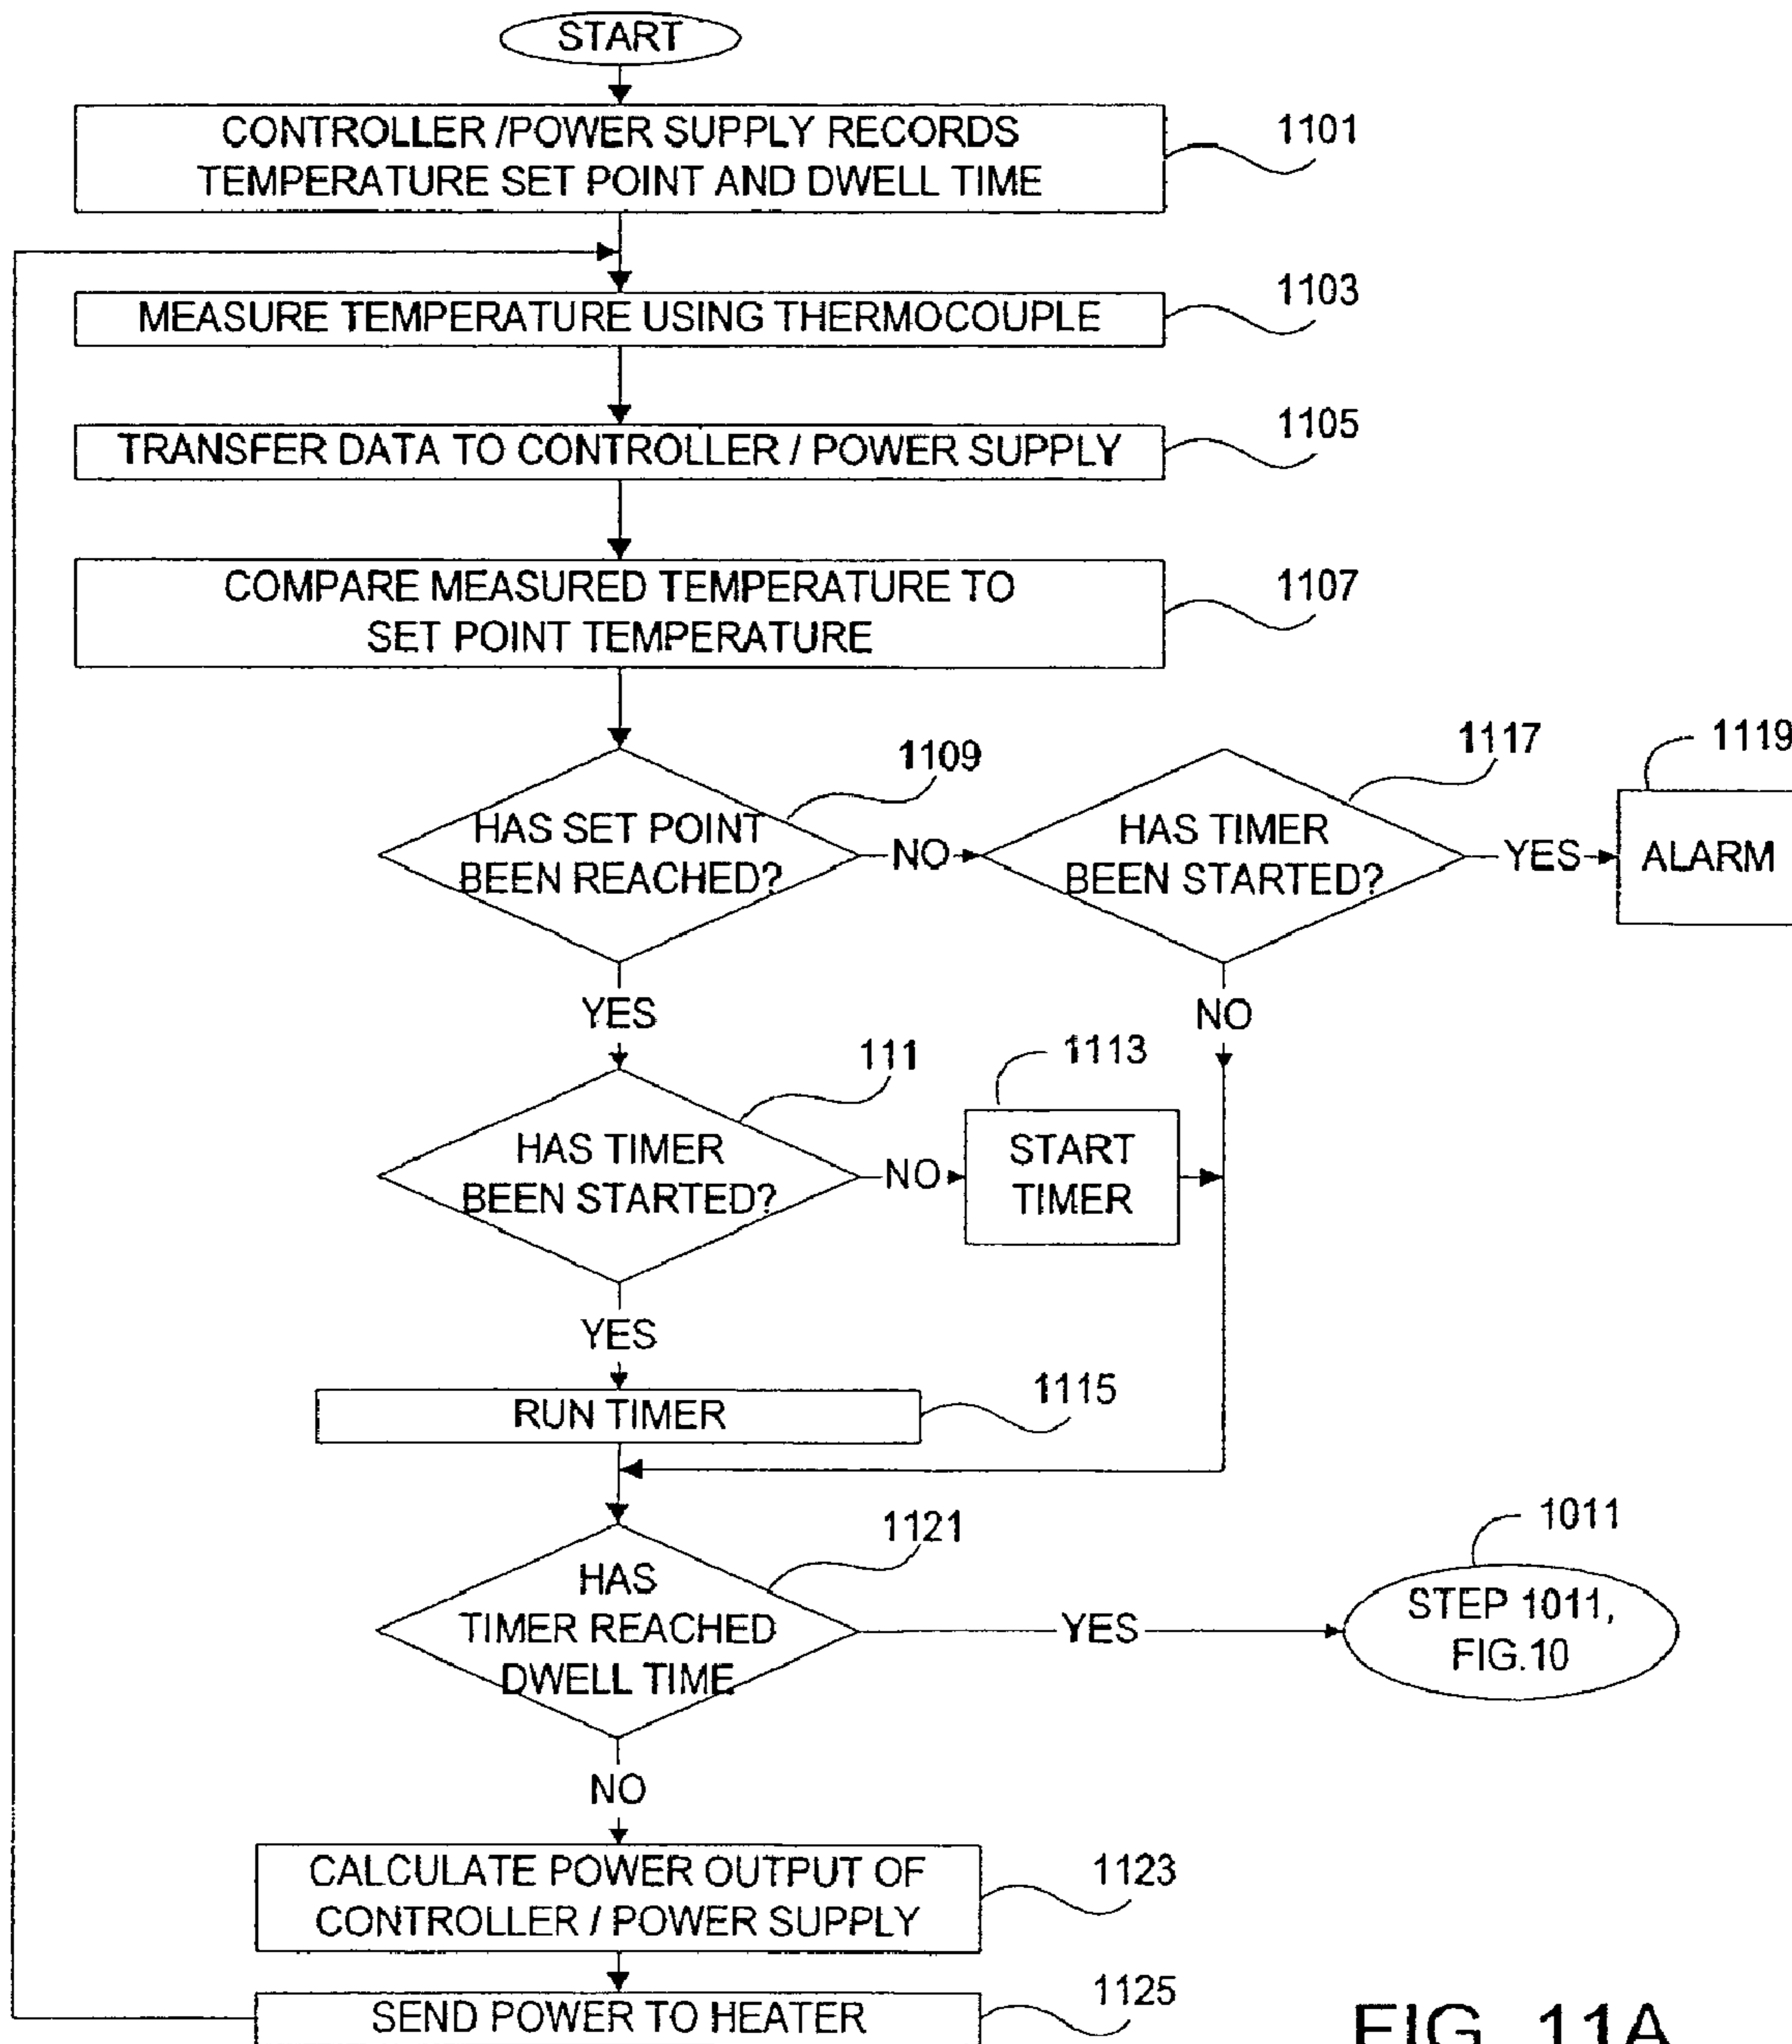 START
CONTROLLER /POWER SUPPLY RECORDS
TEMPERATURE SET POINT AND DWELL TIME
1101
MEASURE TEMPERATURE USING THERMOCOUPLE
1103
TRANSFER DATA TO CONTROLLER / POWER SUPPLY
1105
COMPARE MEASURED TEMPERATURE TO
SET POINT TEMPERATURE
1107
HAS SET POINT
BEEN REACHED?
1109
NO
HAS TIMER
BEEN STARTED?
1117
YES
ALARM
1119
YES
NO
HAS TIMER
BEEN STARTED?
111
NO
START
TIMER
1113
YES
RUN TIMER
1115
HAS
TIMER REACHED
DWELL TIME
1121
YES
STEP 1011,
FIG.10
1011
NO
CALCULATE POWER OUTPUT OF
CONTROLLER / POWER SUPPLY
1123
SEND POWER TO HEATER
1125
FIG. 11A